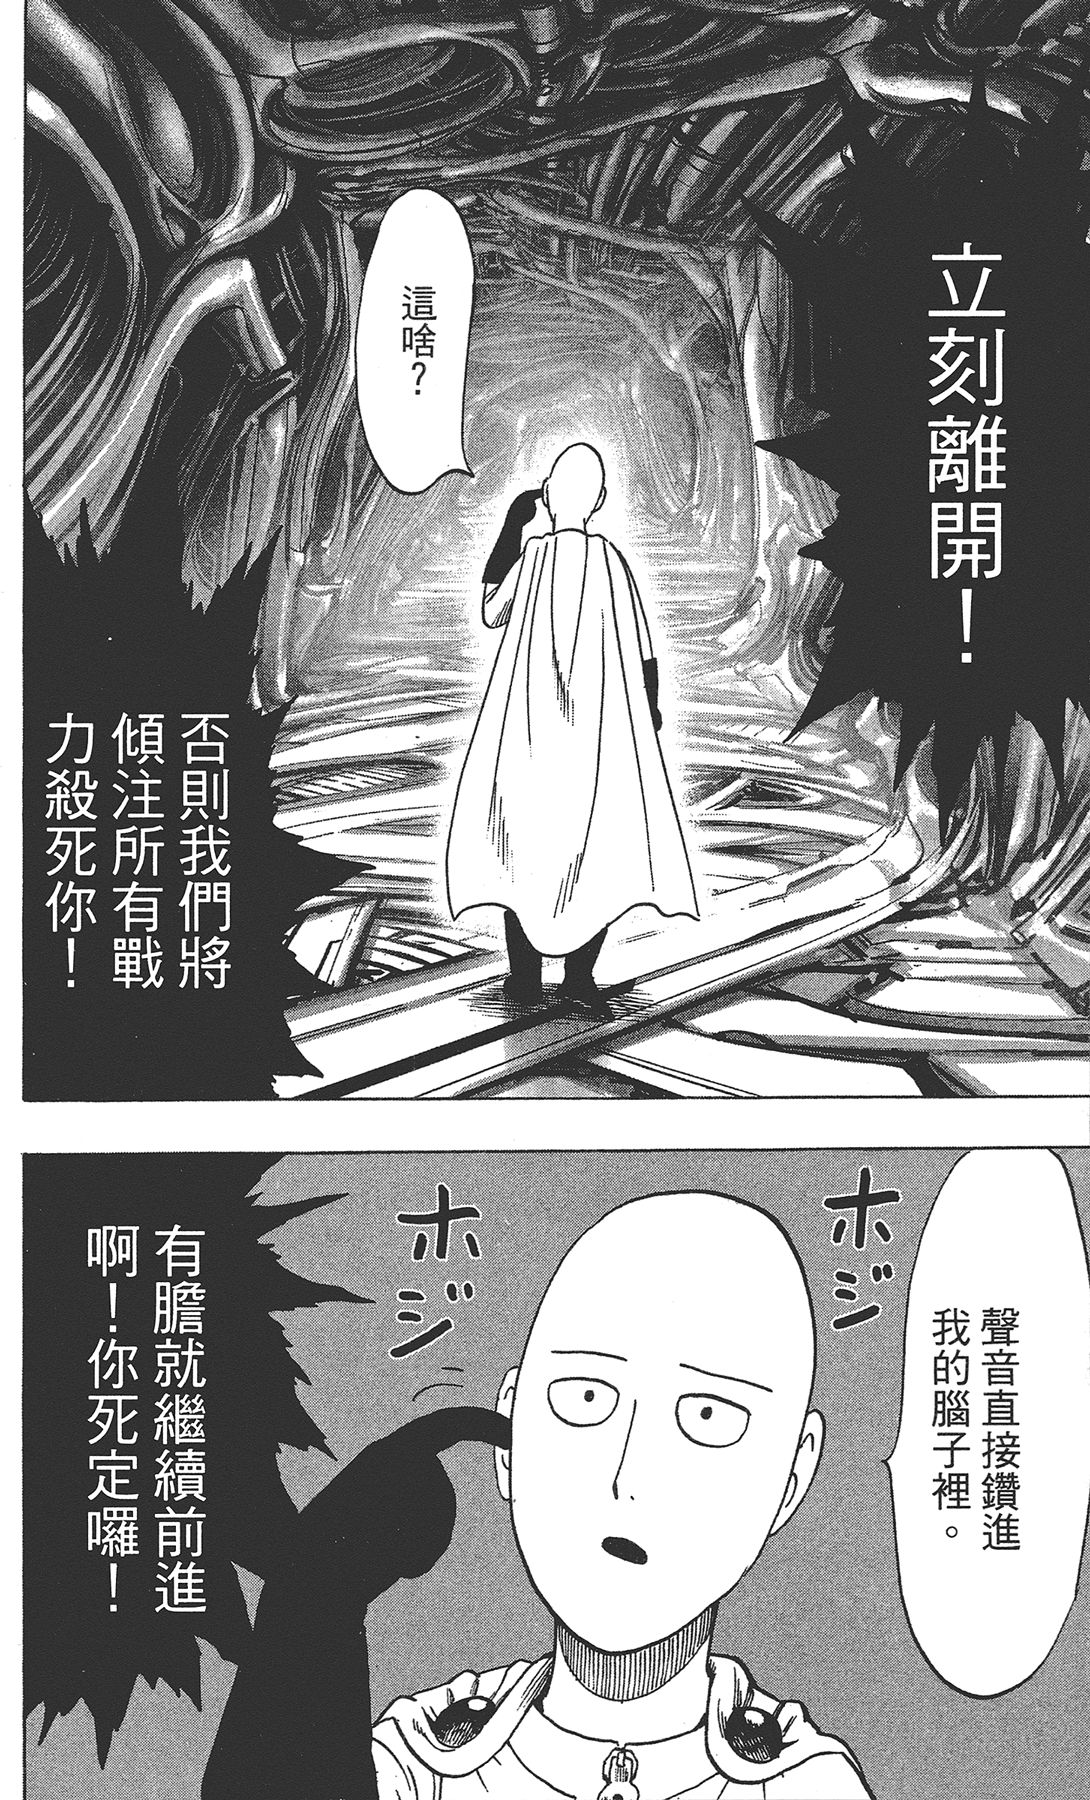 立刻離開！
這啥？
否則我們將
傾注所有戰
力殺死你！
聲音直接鑽進
我的腦子裡。
ホジ
ホジ
有膽就繼續前進
啊！你死定囉！